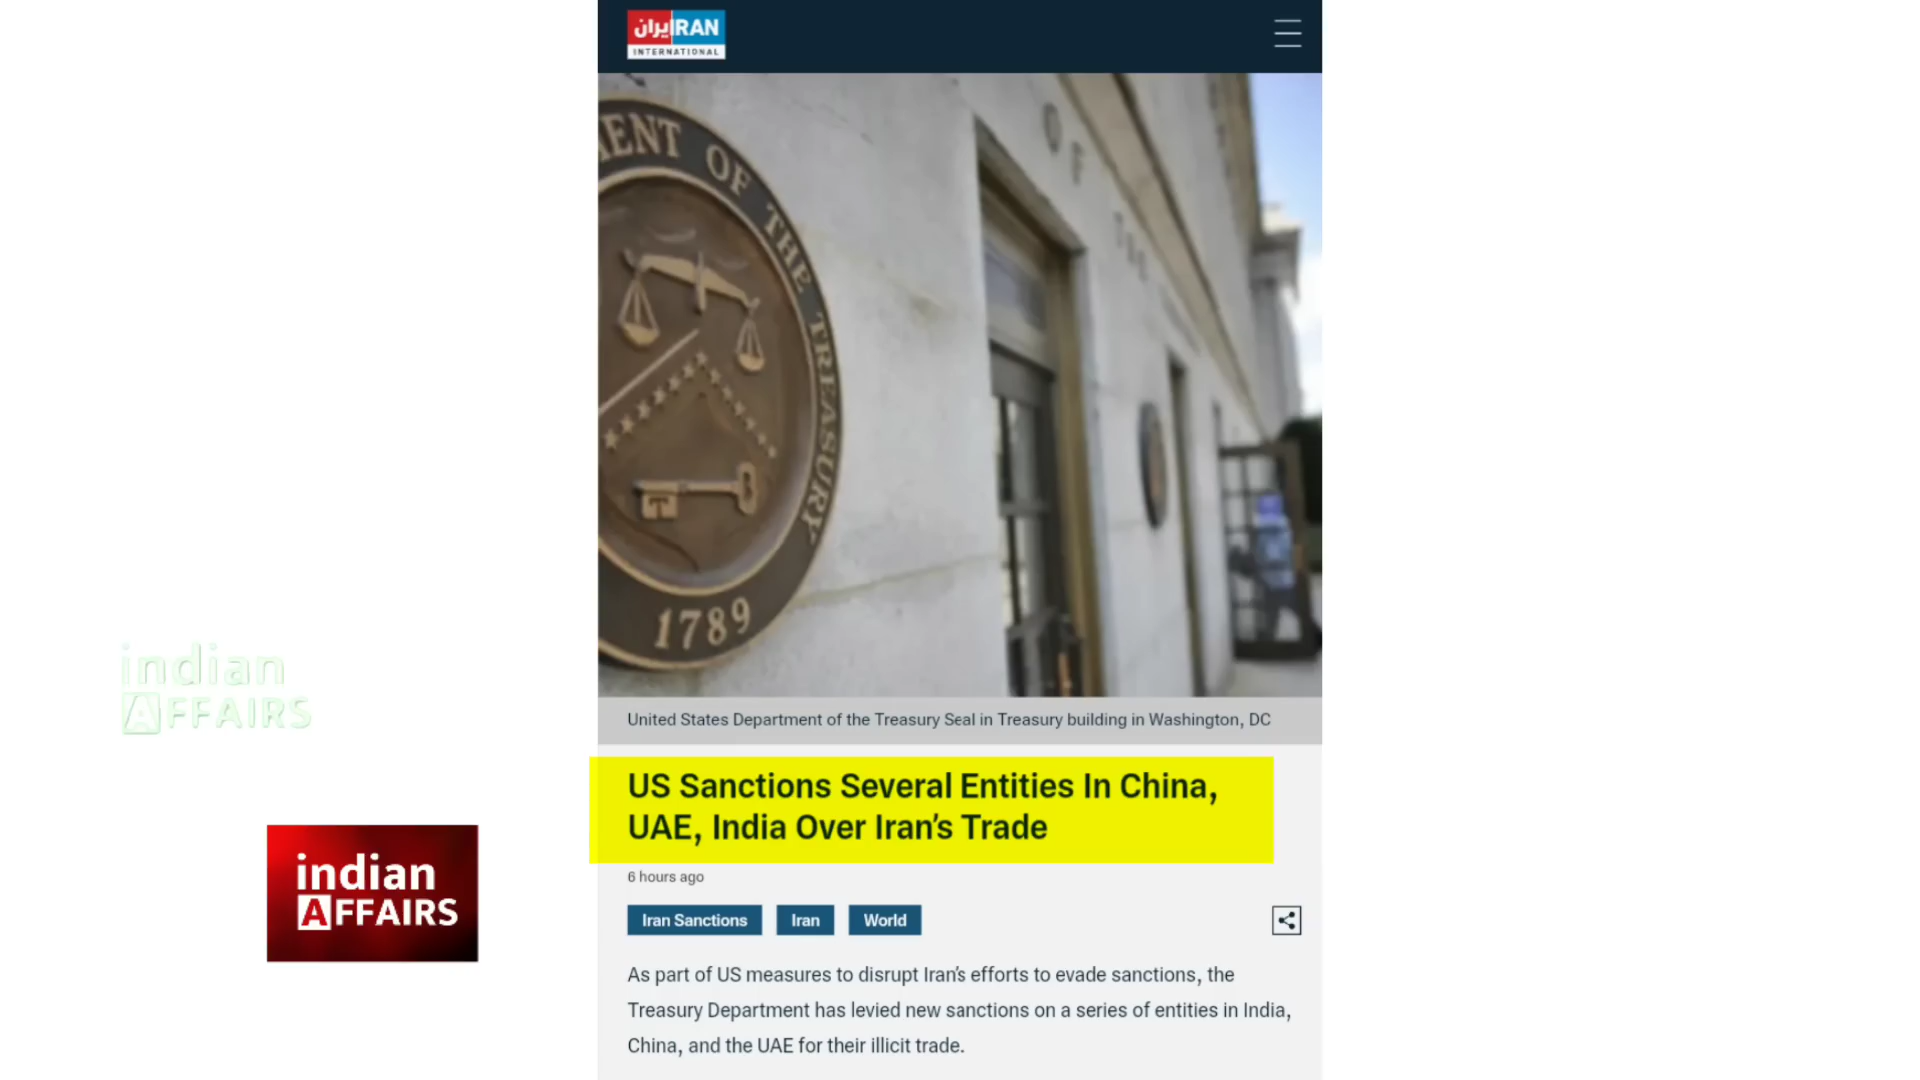 ایران IRAN
INTERNATIONAL
MENT OF THE TREASURY
1789
OF
THE
United States Department of the Treasury Seal in Treasury building in Washington, DC
US Sanctions Several Entities In China,
UAE, India Over Iran's Trade
6 hours ago
Iran Sanctions
Iran
World
As part of US measures to disrupt Iran's efforts to evade sanctions, the
Treasury Department has levied new sanctions on a series of entities in India,
China, and the UAE for their illicit trade.
indian
AFFAIRS
indian
AFFAIRS